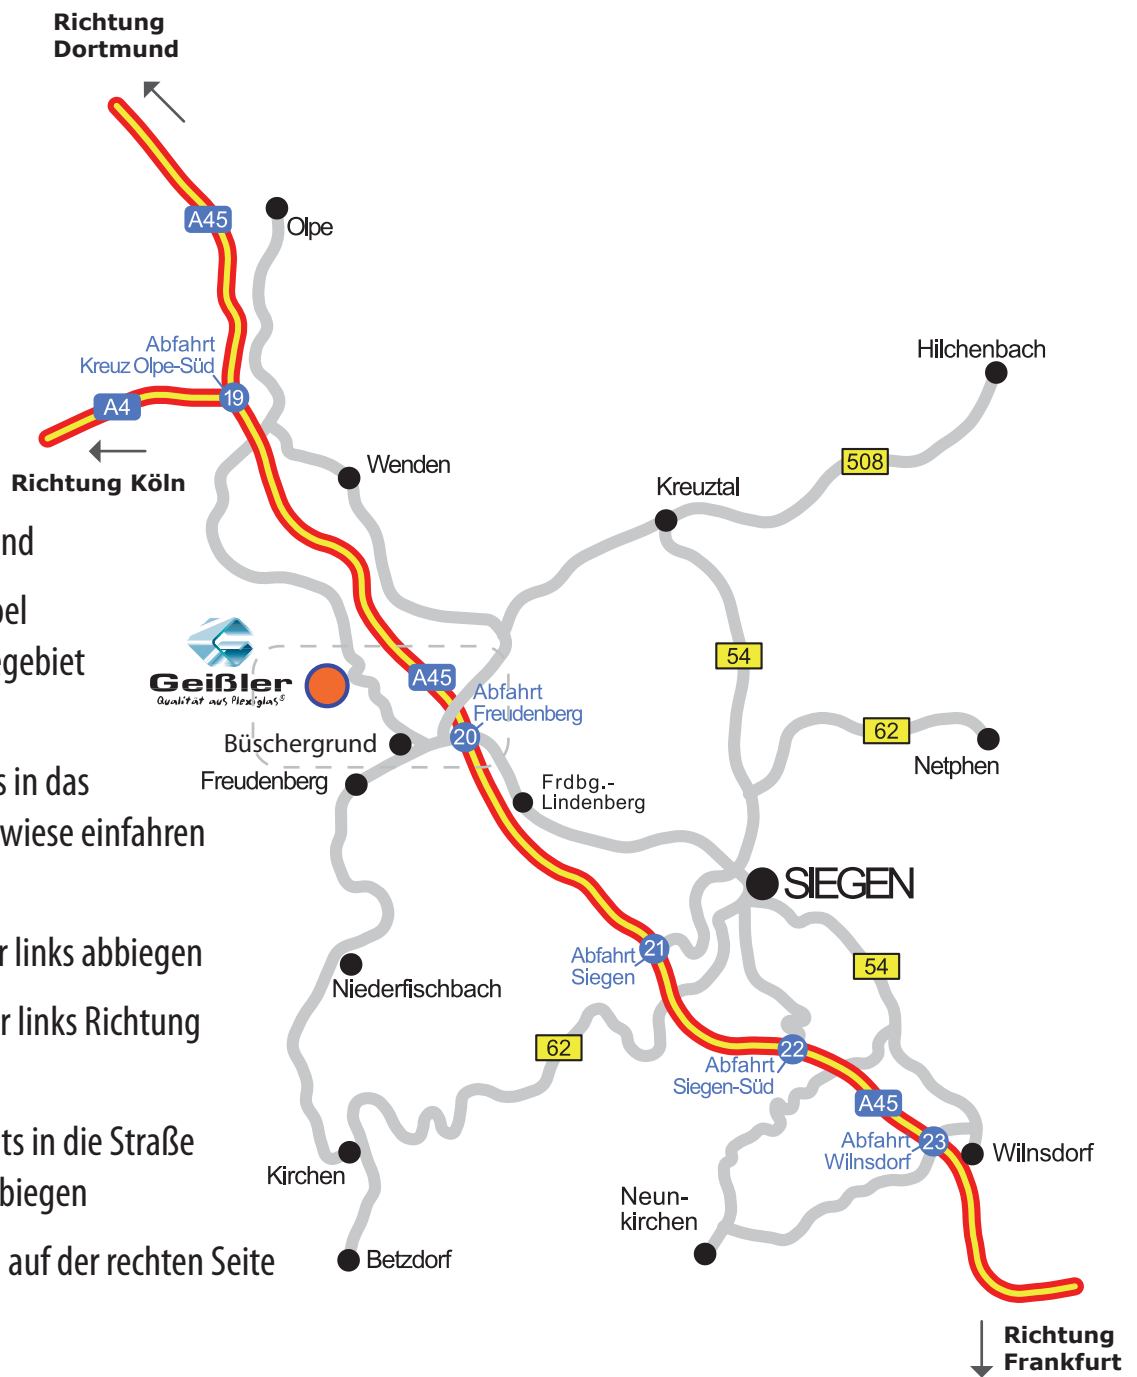 Richtung
Dortmund
A45
Olpe
Abfahrt
Kreuz Olpe-Süd
19
A4
Richtung Köln
Hilchenbach
508
Wenden
Kreuztal
nd
pel
egebiet
Geißler
Qualität aus Plexiglas®
A45
Abfahrt
Freudenberg
20
54
62
Netphen
Büschergrund
Freudenberg
Frdbg.-
Lindenberg
s in das
wiese einfahren
SIEGEN
r links abbiegen
21
Abfahrt
Siegen
54
Niederfischbach
r links Richtung
62
22
Abfahrt
Siegen-Süd
A45
ts in die Straße
biegen
Kirchen
Abfahrt
Wilnsdorf
23
Wilnsdorf
Neun-
kirchen
auf der rechten Seite
Betzdorf
Richtung
Frankfurt